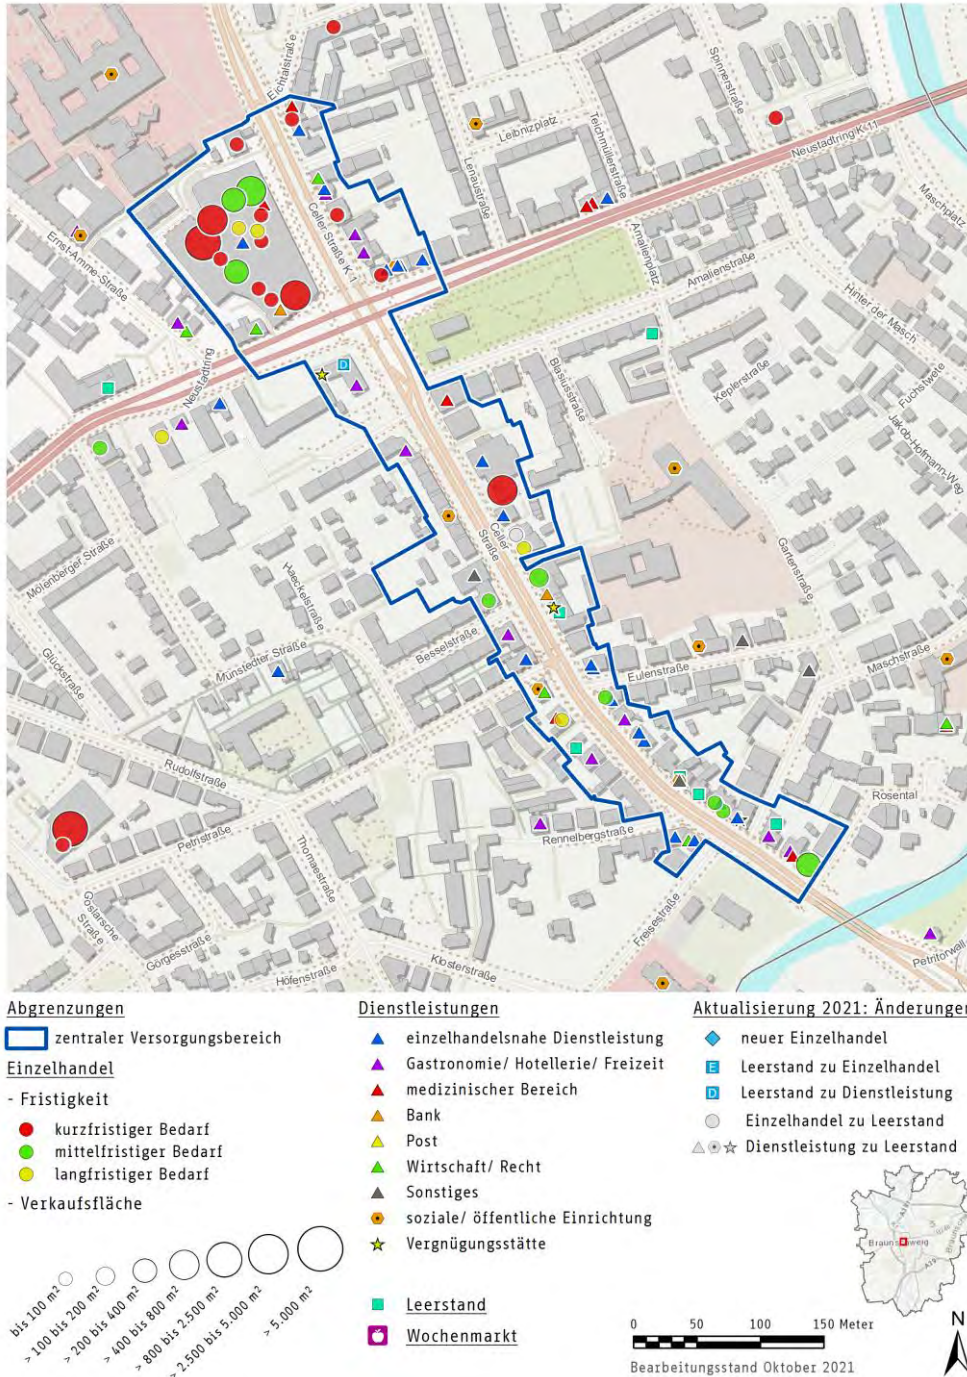 Eichtalstraße
Spinnerstraße
Leibnizplatz
Teichmüllerstraße
Neustadtring K 11
Lenaustraße
Maschplatz
Ernst-Amme-Straße
Celler Straße K 1
Amalienplatz
Amalienstraße
Hinter der Masch
Neustadtring
Blasiusstraße
Keplerstraße
Fuchstwete
Jakob-Hofmann-Weg
Celler
Straße
Gartenstraße
Mölenberger Straße
Haeckelstraße
Besselstraße
Münstedter Straße
Glückstraße
Eulenstraße
Maschstraße
Rudolfstraße
Rosental
Petristraße
Rennelbergstraße
Thomaestraße
Goslarsche
Straße
Görgesstraße
Freisestraße
Höfenstraße
Klosterstraße
Petritorwall
D
Abgrenzungen
zentraler Versorgungsbereich
Einzelhandel
- Fristigkeit
kurzfristiger Bedarf
mittelfristiger Bedarf
langfristiger Bedarf
- Verkaufsfläche
bis 100 m²
> 100 bis 200 m²
> 200 bis 400 m²
> 400 bis 800 m²
> 800 bis 2.500 m²
> 2.500 bis 5.000 m²
> 5.000 m²
Dienstleistungen
einzelhandelsnahe Dienstleistung
Gastronomie/ Hotellerie/ Freizeit
medizinischer Bereich
Bank
Post
Wirtschaft/ Recht
Sonstiges
soziale/ öffentliche Einrichtung
Vergnügungsstätte
Leerstand
Wochenmarkt
Aktualisierung 2021: Änderungen
neuer Einzelhandel
E Leerstand zu Einzelhandel
D Leerstand zu Dienstleistung
Einzelhandel zu Leerstand
Dienstleistung zu Leerstand
0 50 100 150 Meter
Bearbeitungsstand Oktober 2021
N